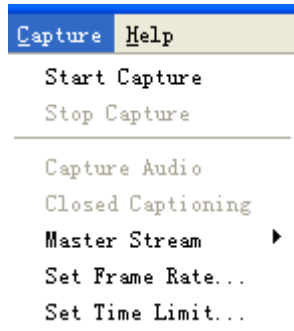 Capture Help
Start Capture
Stop Capture
Capture Audio
Closed Captioning
Master Stream
Set Frame Rate...
Set Time Limit...